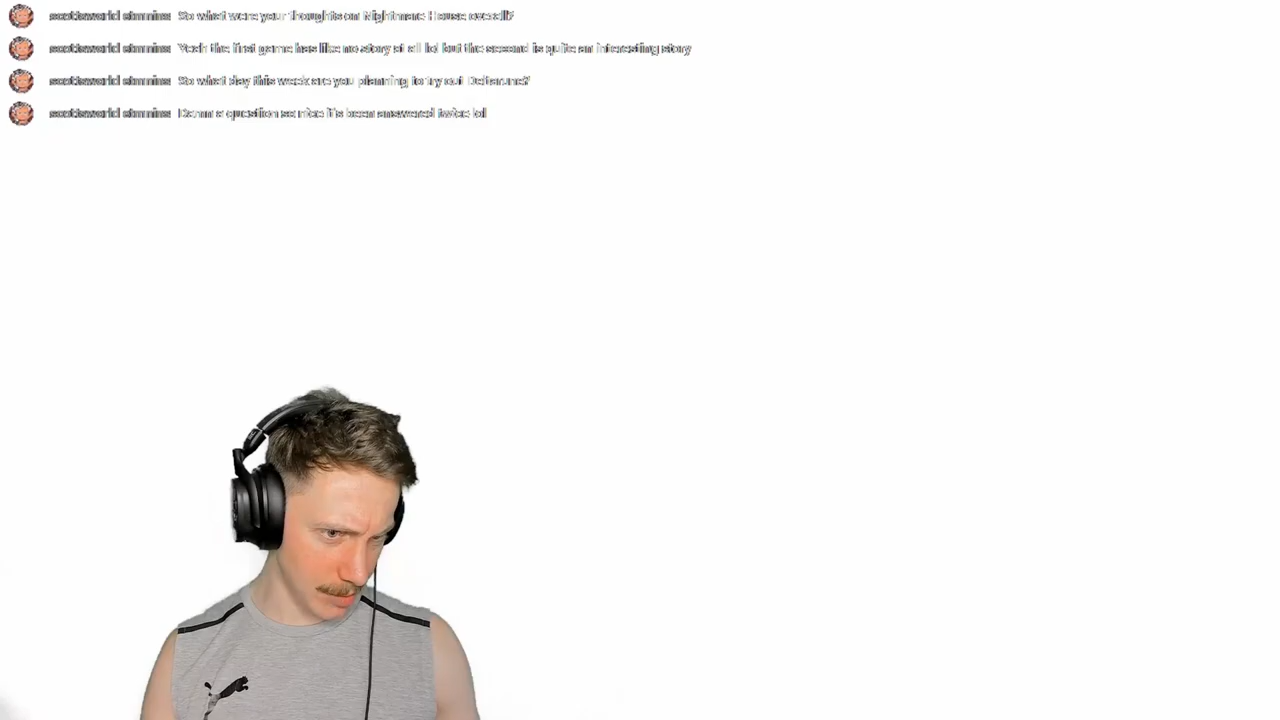 So what were your thoughts on Nightmare House overall?
Yeah the first game has like no story at all lol but the second is quite an interesting story
So what day this week are you planning to try out Deltarune?
Damn a question so nice it's been answered twice lol